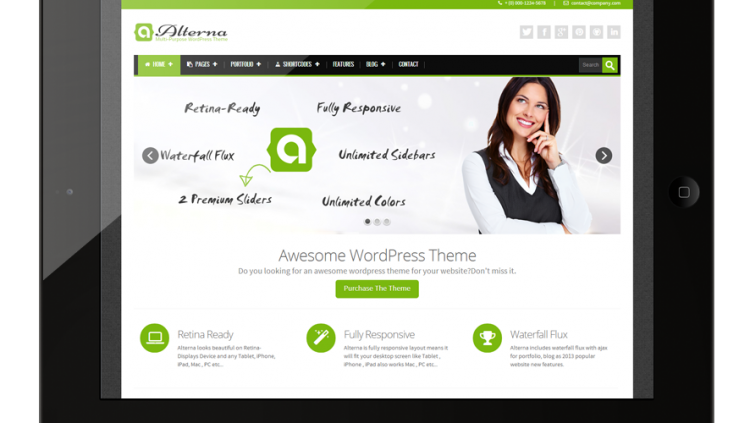 + (0) 800-1234-5678 | contact@company.com
Alterna
Multi-Purpose WordPress Theme
HOME + PAGES + PORTFOLIO + SHORTCODES + FEATURES BLOG + CONTACT Search
Retina-Ready Fully Responsive
Waterfall Flux Unlimited Sidebars
2 Premium Sliders Unlimited Colors
Awesome WordPress Theme
Do you looking for an awesome wordpress theme for your website?Don't miss it.
Purchase The Theme
Retina Ready
Alterna looks beautiful on Retina-
Displays Device and any Tablet, iPhone,
iPad, Mac , PC etc...
Fully Responsive
Alterna is fully responsive layout means it
will fit your desktop screen like Tablet ,
iPhone , iPad also works Mac , PC etc...
Waterfall Flux
Alterna includes waterfall flux with ajax
for portfolio, blog as 2013 popular
website new features.